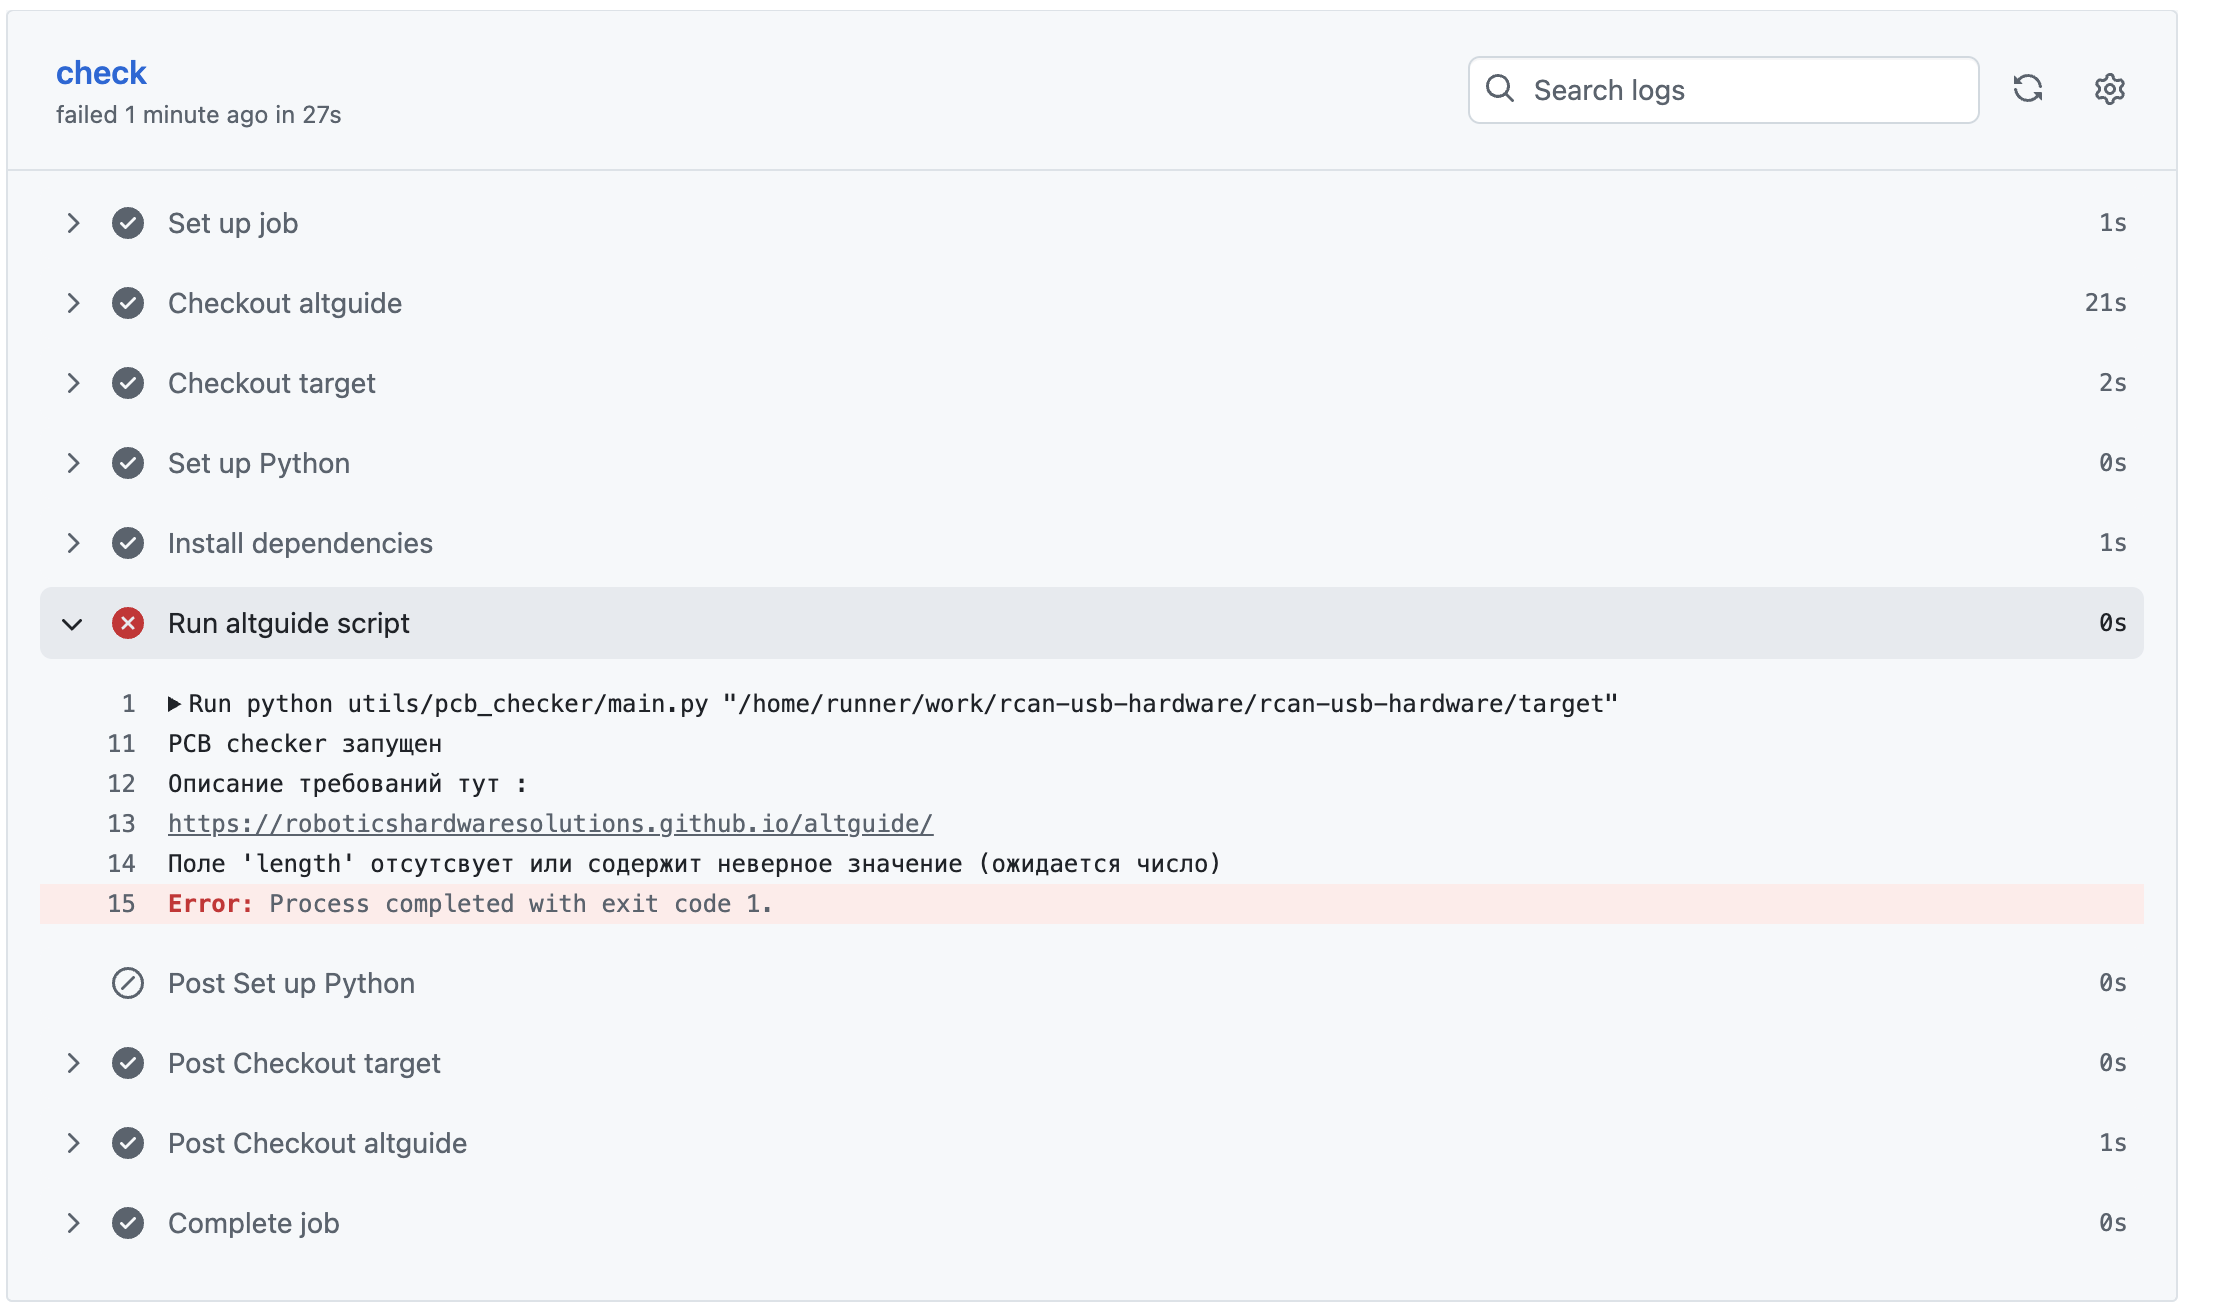 check
failed 1 minute ago in 27s
Search logs
Set up job 1s
Checkout altguide 21s
Checkout target 2s
Set up Python 0s
Install dependencies 1s
Run altguide script 0s
1 Run python utils/pcb_checker/main.py "/home/runner/work/rcan-usb-hardware/rcan-usb-hardware/target"
11 PCB checker запущен
12 Описание требований тут :
13 https://roboticshardwaresolutions.github.io/altguide/
14 Поле 'length' отсутсвует или содержит неверное значение (ожидается число)
15 Error: Process completed with exit code 1.
Post Set up Python 0s
Post Checkout target 0s
Post Checkout altguide 1s
Complete job 0s